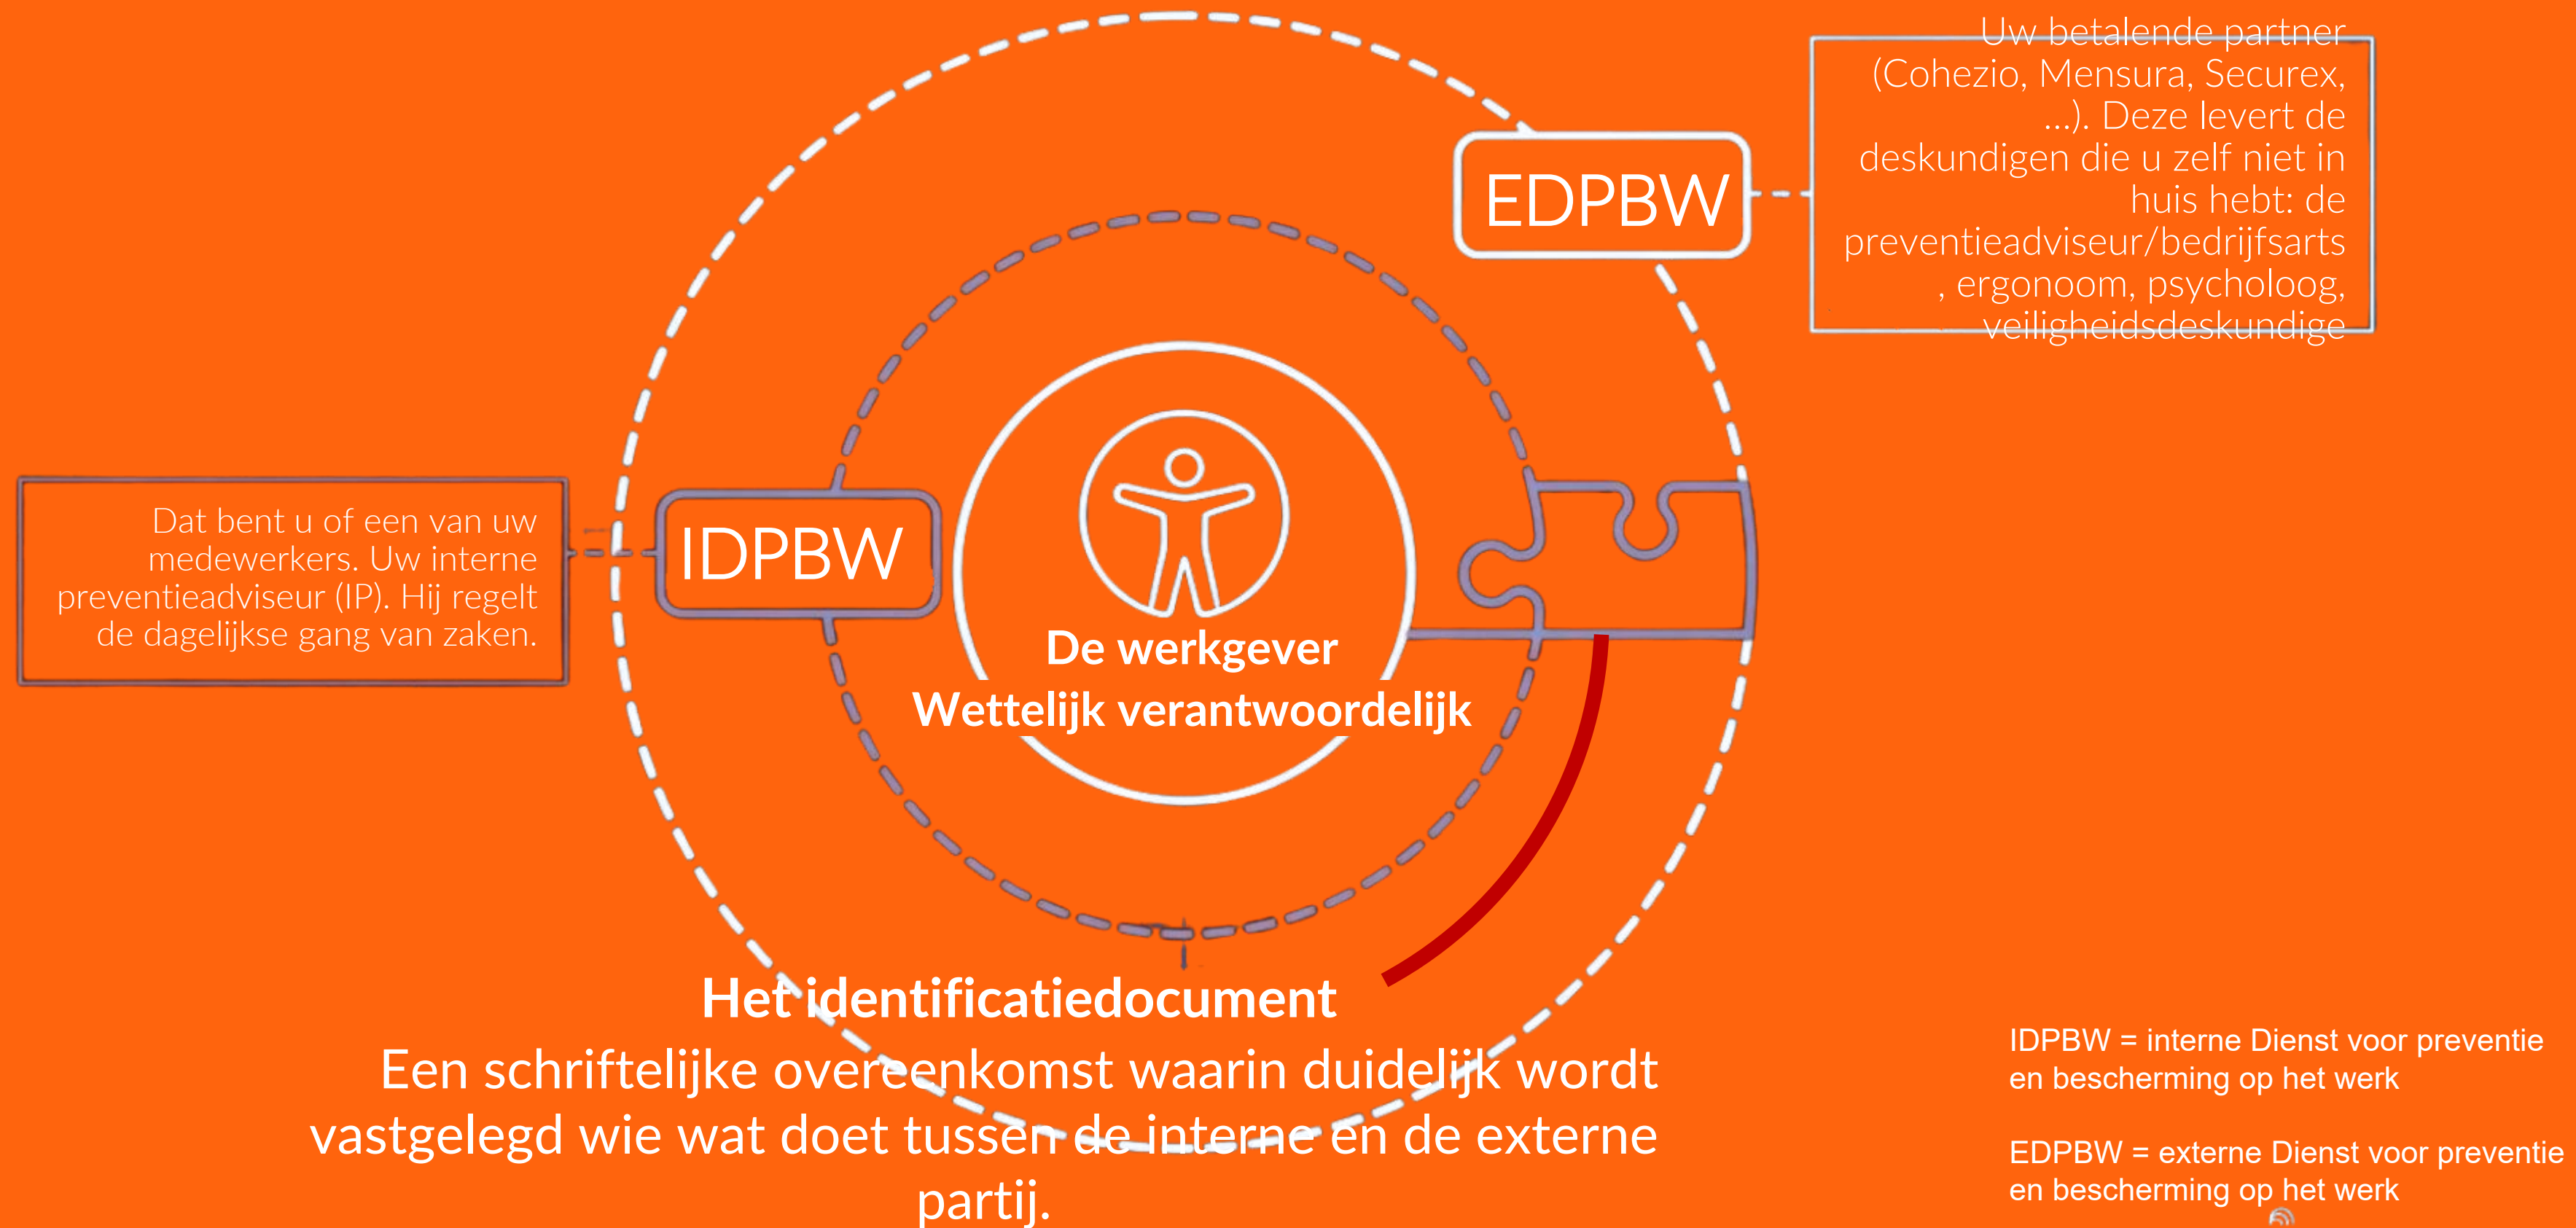 Uw betalende partner
(Cohezio, Mensura, Securex,
...). Deze levert de
deskundigen die u zelf niet in
huis hebt: de
preventieadviseur/bedrijfsarts
, ergonoom, psycholoog,
veiligheidsdeskundige
EDPBW
Dat bent u of een van uw
medewerkers. Uw interne
preventieadviseur (IP). Hij regelt
de dagelijkse gang van zaken.
IDPBW
De werkgever
Wettelijk verantwoordelijk
Het identificatiedocument
Een schriftelijke overeenkomst waarin duidelijk wordt
vastgelegd wie wat doet tussen de interne en de externe
partij.
IDPBW = interne Dienst voor preventie
en bescherming op het werk
EDPBW = externe Dienst voor preventie
en bescherming op het werk